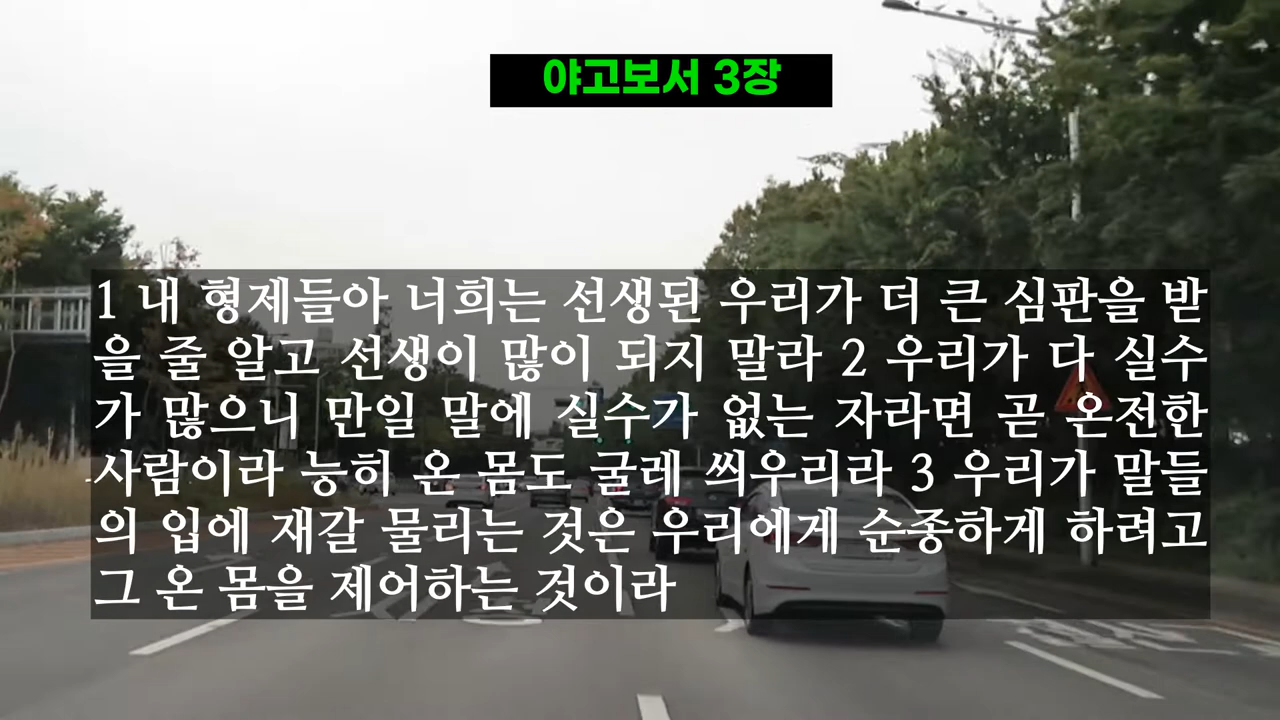 야고보서 3장
1 내 형제들아 너희는 선생된 우리가 더 큰 심판을 받
을 줄 알고 선생이 많이 되지 말라 2 우리가 다 실수
가 많으니 만일 말에 실수가 없는 자라면 곧 온전한
사람이라 능히 온 몸도 굴레 씌우리라 3 우리가 말들
의 입에 재갈 물리는 것은 우리에게 순종하게 하려고
그 온 몸을 제어하는 것이라